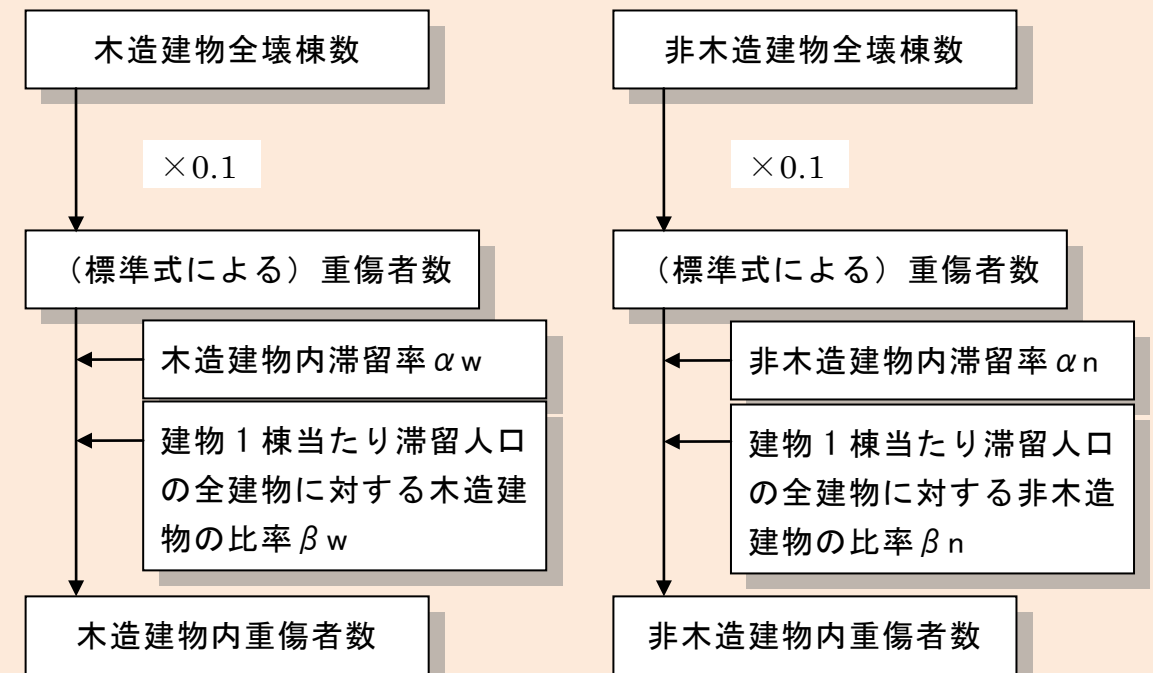 木造建物全壊棟数
×0.1
(標準式による)重傷者数
木造建物内滞留率αw
建物1棟当たり滞留人口
の全建物に対する木造建
物の比率βw
木造建物内重傷者数
非木造建物全壊棟数
×0.1
(標準式による)重傷者数
非木造建物内滞留率αn
建物1棟当たり滞留人口
の全建物に対する非木造
建物の比率βn
非木造建物内重傷者数